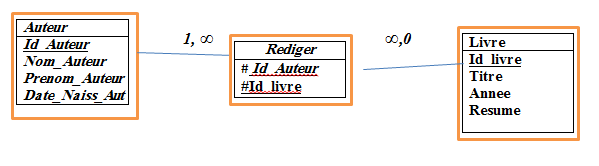 Auteur
Id_Auteur
Nom_Auteur
Prenom_Auteur
Date_Naiss_Aut
1, ∞
Rediger
# Id_Auteur
#Id_livre
∞,0
Livre
Id_livre
Titre
Annee
Resume